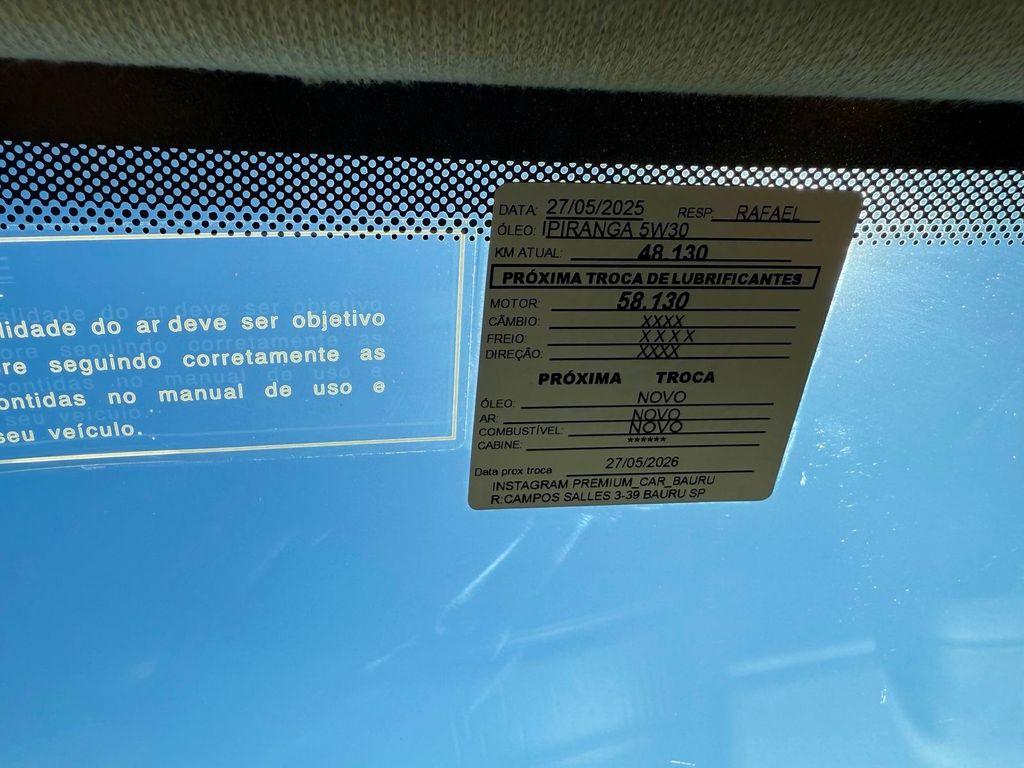 lidade do ar deve ser objetivo
seguindo corretamente as
no manual de uso e
seu veículo.
DATA: 27/05/2025 RESP: RAFAEL
ÓLEO: IPIRANGA 5W30
KM ATUAL: 48.130
PRÓXIMA TROCA DE LUBRIFICANTES
MOTOR: 58.130
CÂMBIO: XXXX
FREIO: XXXX
DIREÇÃO: XXXX
PRÓXIMA TROCA
ÓLEO: NOVO
AR: NOVO
COMBUSTÍVEL: NOVO
CABINE: ******
Data prox troca 27/05/2026
INSTAGRAM PREMIUM_CAR_BAURU
R:CAMPOS SALLES 3-39 BAURU SP